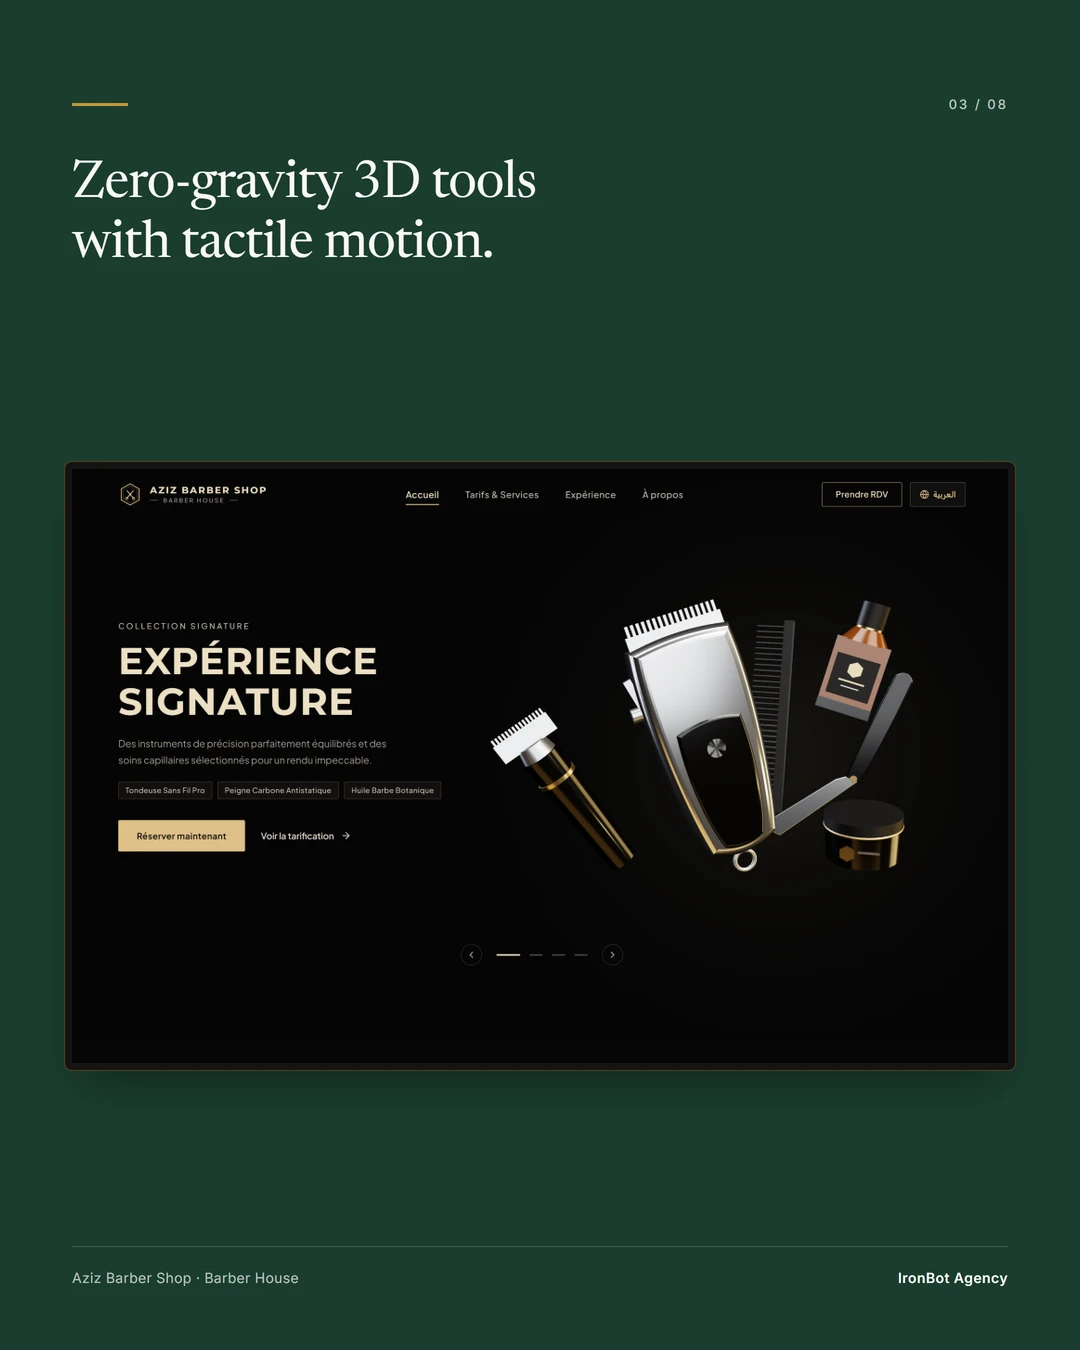 03 / 08
Zero-gravity 3D tools
with tactile motion.
AZIZ BARBER SHOP
— BARBER HOUSE —
Accueil
Tarifs & Services
Expérience
À propos
Prendre RDV
العربية
COLLECTION SIGNATURE
EXPÉRIENCE
SIGNATURE
Des instruments de précision parfaitement équilibrés et des
soins capillaires sélectionnés pour un rendu impeccable.
Tondeuse Sans Fil Pro
Peigne Carbone Antistatique
Huile Barbe Botanique
Réserver maintenant
Voir la tarification →
Aziz Barber Shop · Barber House
IronBot Agency